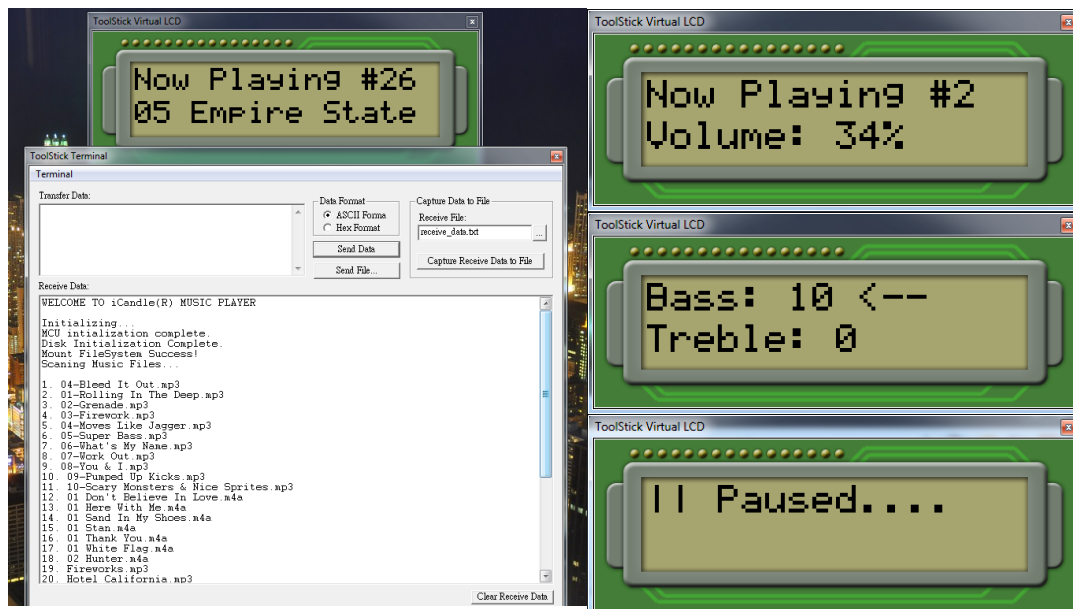 ToolStick Virtual LCD
Now Playing #26
05 Empire State
ToolStick Terminal
Terminal
Transfer Data:
Data Format
ASCII Forma
Hex Format
Send Data
Send File...
Capture Data to File
Receive File:
receive_data.txt
...
Capture Receive Data to File
Receive Data:
WELCOME TO iCandle(R) MUSIC PLAYER
Initializing...
MCU intialization complete.
Disk Initialization Complete.
Mount FileSystem Success!
Scaning Music Files...
1. 04-Bleed It Out.mp3
2. 01-Rolling In The Deep.mp3
3. 02-Grenade.mp3
4. 03-Firework.mp3
5. 04-Moves Like Jagger.mp3
6. 05-Super Bass.mp3
7. 06-What's My Name.mp3
8. 07-Work Out.mp3
9. 08-You & I.mp3
10. 09-Pumped Up Kicks.mp3
11. 10-Scary Monsters & Nice Sprites.mp3
12. 01 Don't Believe In Love.m4a
13. 01 Here With Me.m4a
14. 01 Sand In My Shoes.m4a
15. 01 Stan.m4a
16. 01 Thank You.m4a
17. 01 White Flag.m4a
18. 02 Hunter.m4a
19. Fireworks.mp3
20. Hotel California.mp3
Clear Receive Data
ToolStick Virtual LCD
Now Playing #2
Volume: 34%
ToolStick Virtual LCD
Bass: 10 <--
Treble: 0
ToolStick Virtual LCD
|| Paused....